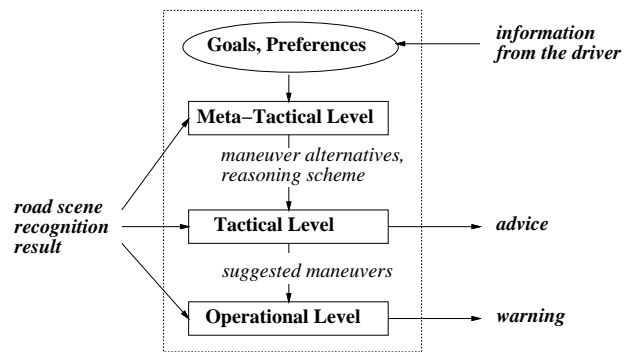 Goals, Preferences
information
from the driver
Meta–Tactical Level
maneuver alternatives,
reasoning scheme
road scene
recognition
result
Tactical Level
advice
suggested maneuvers
Operational Level
warning